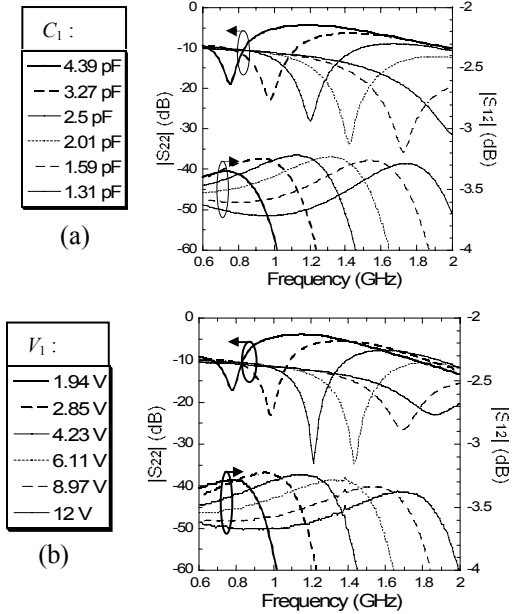 C1 :
4.39 pF
3.27 pF
2.5 pF
2.01 pF
1.59 pF
1.31 pF
(a)
|S22| (dB)
0
-10
-20
-30
-40
-50
-60
0.6 0.8 1 1.2 1.4 1.6 1.8 2
Frequency (GHz)
-2
-2.5
-3
-3.5
-4
|S12| (dB)
V1 :
1.94 V
2.85 V
4.23 V
6.11 V
8.97 V
12 V
(b)
|S22| (dB)
0
-10
-20
-30
-40
-50
-60
0.6 0.8 1 1.2 1.4 1.6 1.8 2
Frequency (GHz)
-2
-2.5
-3
-3.5
-4
|S12| (dB)